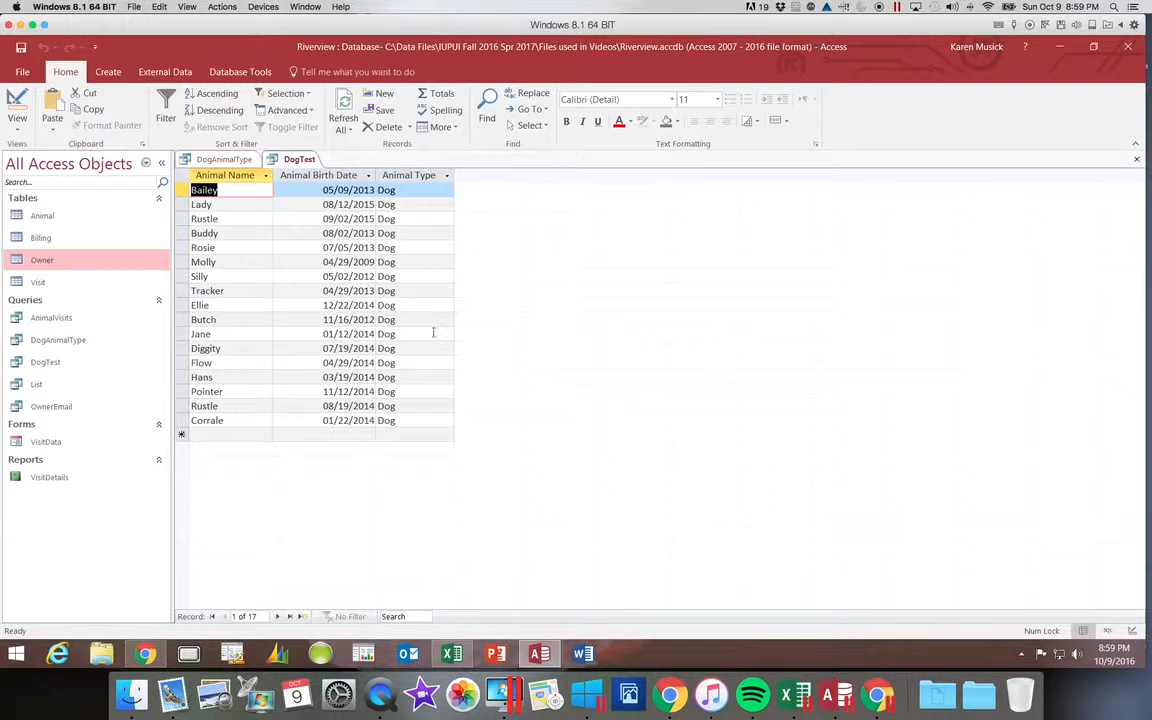 Windows 8.1 64 BIT File Edit View Actions Devices Window Help 19 Sun Oct 9 8:59 PM
Windows 8.1 64 BIT
Riverview : Database- C:\Data Files\IUPUI Fall 2016 Spr 2017\Files used in Videos\Riverview.accdb (Access 2007 - 2016 file format) - Access Karen Musick ?
File Home Create External Data Database Tools Tell me what you want to do
View Paste Cut Copy Format Painter
Filter Ascending Descending Remove Sort Selection Advanced Toggle Filter
Refresh All New Save Delete Totals Spelling More
Find Replace Go To Select
Calibri (Detail) 11
B I U A
Views Clipboard Sort & Filter Records Find Text Formatting
All Access Objects
Search...
Tables
Animal
Billing
Owner
Visit
Queries
AnimalVisits
DogAnimalType
DogTest
List
OwnerEmail
Forms
VisitData
Reports
VisitDetails
DogAnimalType DogTest
Animal Name Animal Birth Date Animal Type
Bailey 05/09/2013 Dog
Lady 08/12/2015 Dog
Rustle 09/02/2015 Dog
Buddy 08/02/2013 Dog
Rosie 07/05/2013 Dog
Molly 04/29/2009 Dog
Silly 05/02/2012 Dog
Tracker 04/29/2013 Dog
Ellie 12/22/2014 Dog
Butch 11/16/2012 Dog
Jane 01/12/2014 Dog
Diggity 07/19/2014 Dog
Flow 04/29/2014 Dog
Hans 03/19/2014 Dog
Pointer 11/12/2014 Dog
Rustle 08/19/2014 Dog
Corrale 01/22/2014 Dog
Record: 1 of 17 No Filter Search
Ready Num Lock SQL
8:59 PM
10/9/2016
OCT
9